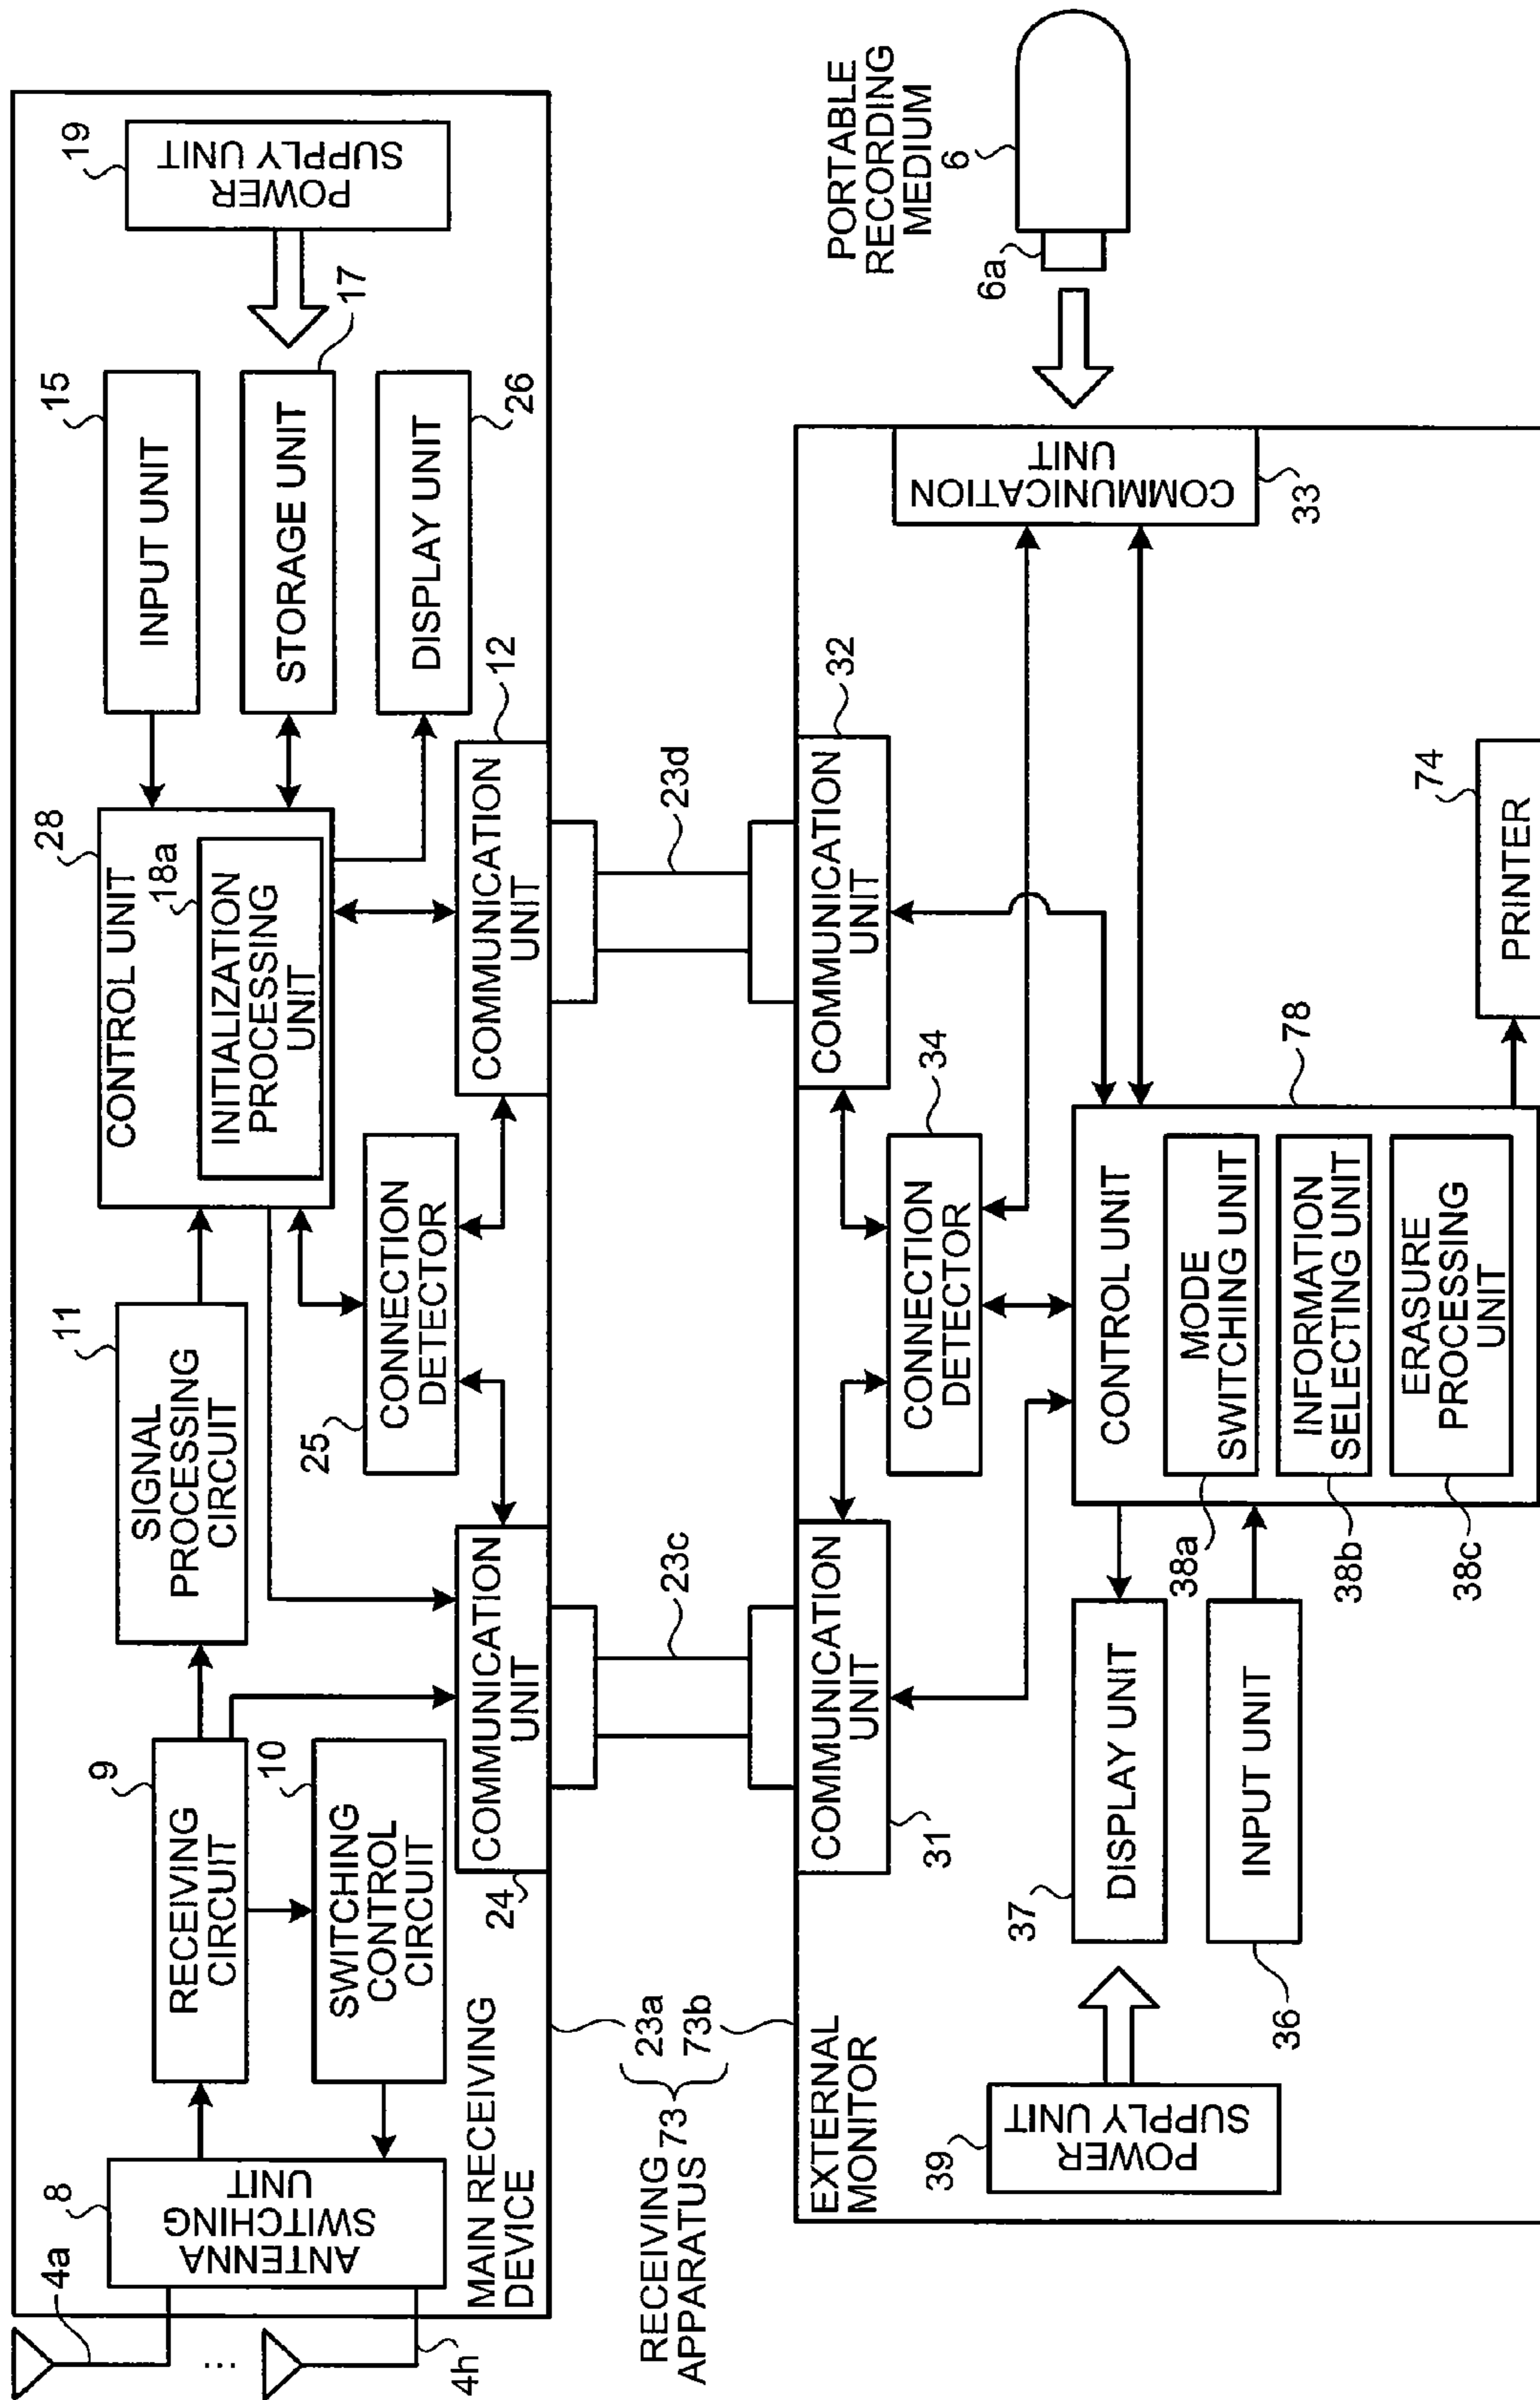 4a
...
4h
8
ANTENNA
SWITCHING
UNIT
9
RECEIVING
CIRCUIT
10
SWITCHING
CONTROL
CIRCUIT
11
SIGNAL
PROCESSING
CIRCUIT
28
CONTROL UNIT
18a
INITIALIZATION
PROCESSING
UNIT
15
INPUT UNIT
17
STORAGE UNIT
26
DISPLAY UNIT
19
POWER
SUPPLY UNIT
25
CONNECTION
DETECTOR
24
COMMUNICATION
UNIT
12
COMMUNICATION
UNIT
MAIN RECEIVING
DEVICE
23a
RECEIVING
APPARATUS 73
73b
23c
23d
PORTABLE
RECORDING
MEDIUM
6
6a
EXTERNAL
MONITOR
31
COMMUNICATION
UNIT
32
COMMUNICATION
UNIT
34
CONNECTION
DETECTOR
33
COMMUNICATION
UNIT
39
POWER
SUPPLY UNIT
37
DISPLAY UNIT
36
INPUT UNIT
78
CONTROL UNIT
38a
MODE
SWITCHING UNIT
38b
INFORMATION
SELECTING UNIT
38c
ERASURE
PROCESSING
UNIT
74
PRINTER